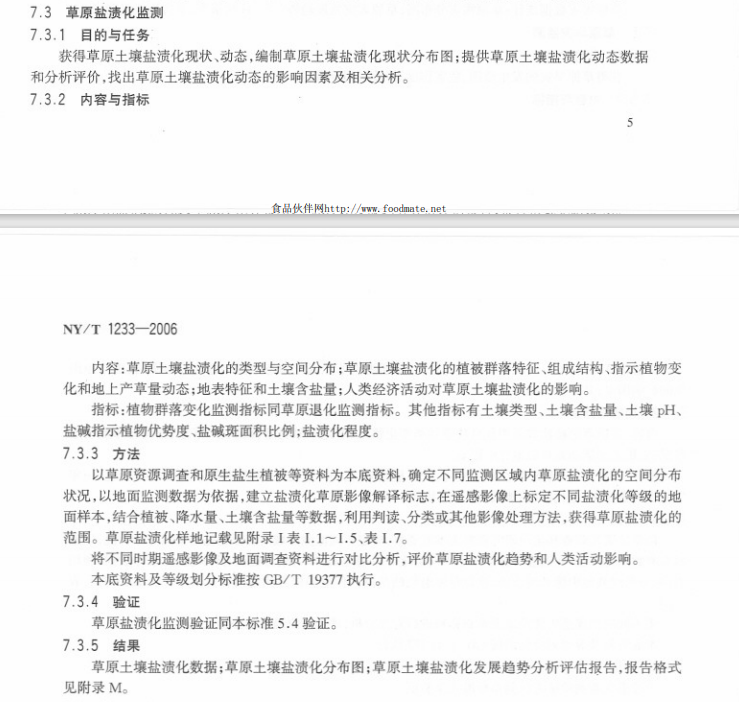 7.3 草原盐渍化监测
7.3.1 目的与任务
获得草原土壤盐渍化现状、动态,编制草原土壤盐渍化现状分布图;提供草原土壤盐渍化动态数据
和分析评价,找出草原土壤盐渍化动态的影响因素及相关分析。
7.3.2 内容与指标
5
食品伙伴网http://www.foodmate.net
NY/T 1233—2006
内容:草原土壤盐渍化的类型与空间分布;草原土壤盐渍化的植被群落特征、组成结构、指示植物变
化和地上产草量动态;地表特征和土壤含盐量;人类经济活动对草原土壤盐渍化的影响。
指标:植物群落变化监测指标同草原退化监测指标。其他指标有土壤类型、土壤含盐量、土壤 pH、
盐碱指示植物优势度、盐碱斑面积比例;盐渍化程度。
7.3.3 方法
以草原资源调查和原生盐生植被等资料为本底资料,确定不同监测区域内草原盐渍化的空间分布
状况,以地面监测数据为依据,建立盐渍化草原影像解译标志,在遥感影像上标定不同盐渍化等级的地
面样本,结合植被、降水量、土壤含盐量等数据,利用判读、分类或其他影像处理方法,获得草原盐渍化的
范围。草原盐渍化样地记载见附录 I 表 I.1~I.5、表 I.7。
将不同时期遥感影像及地面调查资料进行对比分析,评价草原盐渍化趋势和人类活动影响。
本底资料及等级划分标准按 GB/T 19377 执行。
7.3.4 验证
草原盐渍化监测验证同本标准 5.4 验证。
7.3.5 结果
草原土壤盐渍化数据;草原土壤盐渍化分布图;草原土壤盐渍化发展趋势分析评估报告,报告格式
见附录 M。